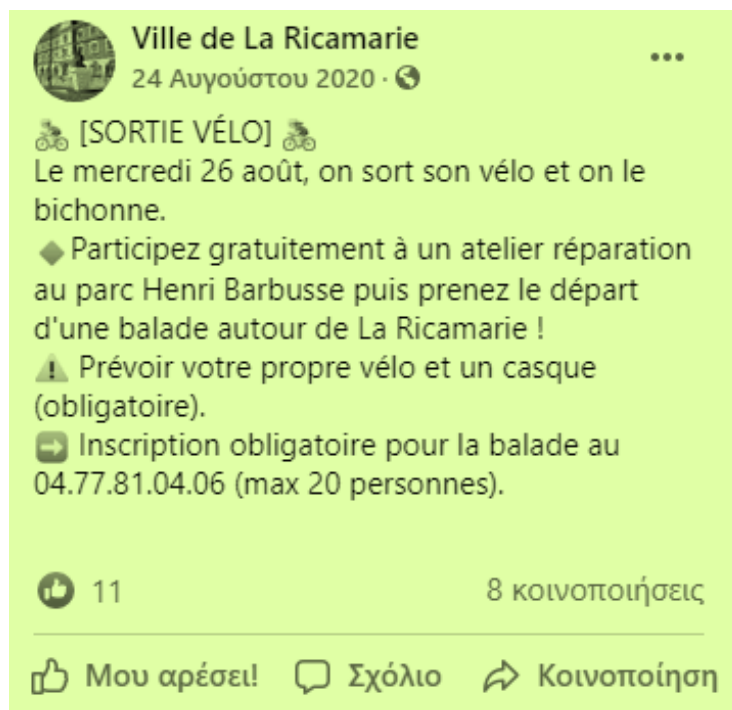 Ville de La Ricamarie
24 Αυγούστου 2020 ·
🚴 [SORTIE VÉLO] 🚴
Le mercredi 26 août, on sort son vélo et on le
bichonne.
🔸Participez gratuitement à un atelier réparation
au parc Henri Barbusse puis prenez le départ
d'une balade autour de La Ricamarie !
⚠ Prévoir votre propre vélo et un casque
(obligatoire).
➡ Inscription obligatoire pour la balade au
04.77.81.04.06 (max 20 personnes).
11
8 κοινοποιήσεις
Μου αρέσει! Σχόλιο Κοινοποίηση